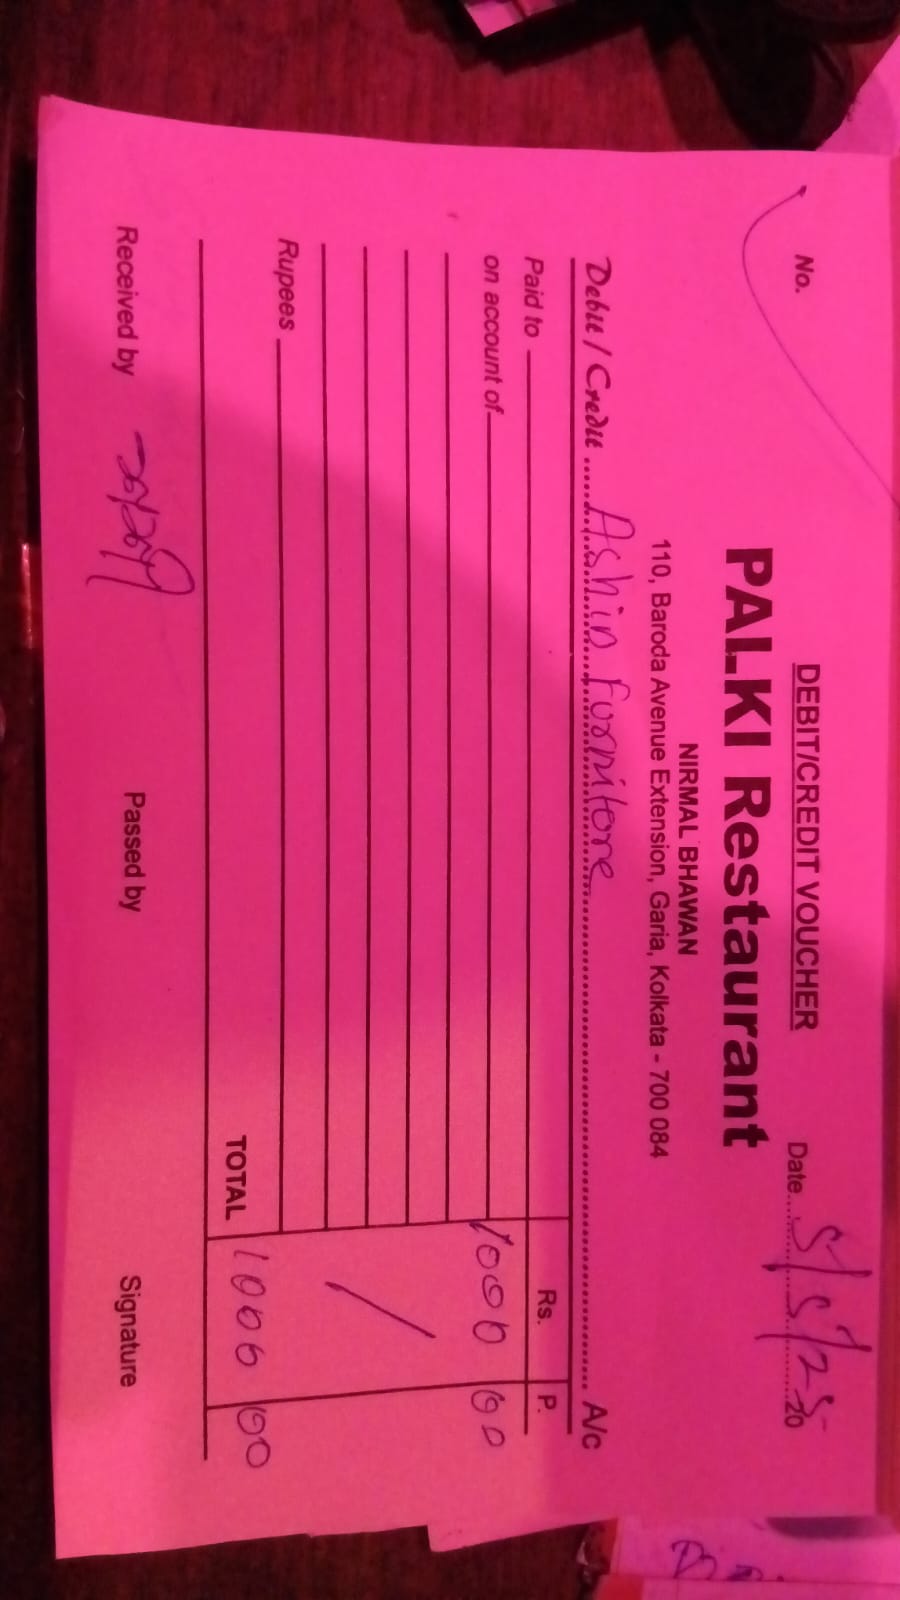 DEBIT/CREDIT VOUCHER
No.
Date 5/5/25 20
PALKI Restaurant
NIRMAL BHAWAN
110, Baroda Avenue Extension, Garia, Kolkata - 700 084
Debit / Credit Ashin Furniture A/c
Paid to Rs. P.
on account of 1000 00
Rupees
TOTAL 1000 00
Received by Passed by Signature